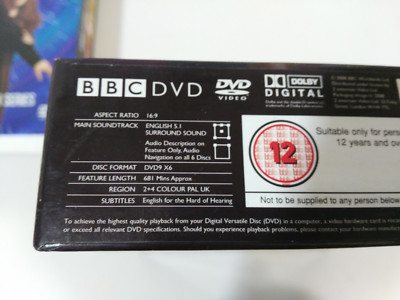 SERIES
BBC DVD
DVD
VIDEO
DOLBY
DIGITAL
ASPECT RATIO 16:9
MAIN SOUNDTRACK ENGLISH 5.1
SURROUND SOUND
Audio Description on
Feature Only, Audio
Navigation on all 6 Discs
DISC FORMAT DVD9 X6
FEATURE LENGTH 681 Mins Approx
REGION 2+4 COLOUR PAL UK
SUBTITLES English for the Hard of Hearing
12
Suitable only for pers
12 years and ov
Not to be supplied to any person below
To achieve the highest quality playback from your Digital Versatile Disc (DVD) in a computer, a video hardware card is
or exceed all relevant DVD specifications. Should you experience playback problems, please contact your hardware manufact